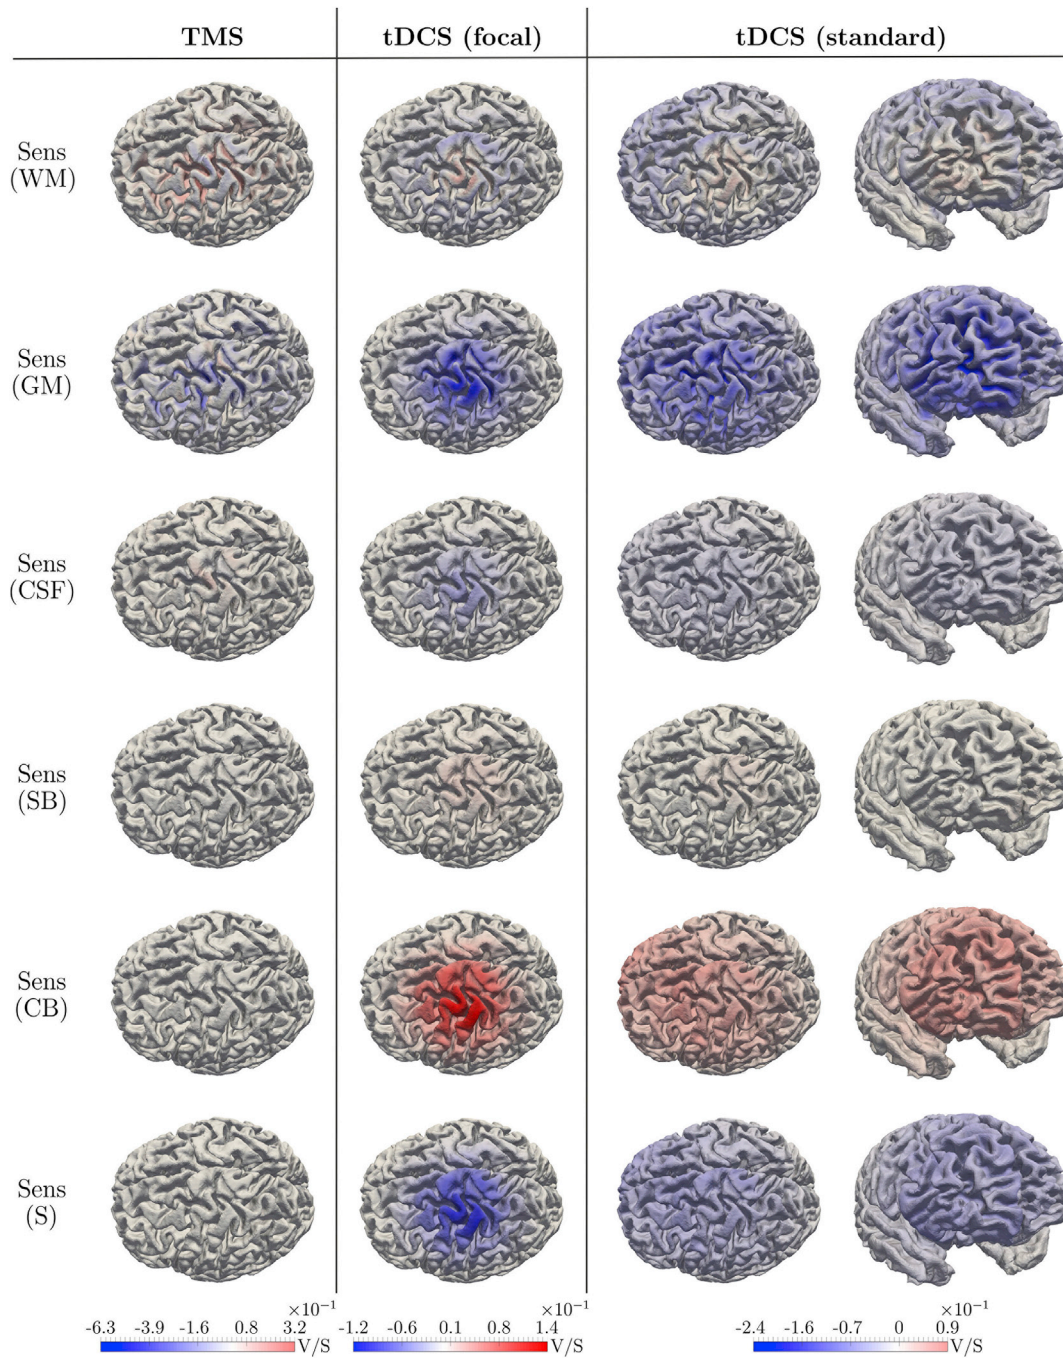 TMS tDCS (focal) tDCS (standard)
Sens
(WM)
Sens
(GM)
Sens
(CSF)
Sens
(SB)
Sens
(CB)
Sens
(S)
×10⁻¹ ×10⁻¹ ×10⁻¹
-6.3 -3.9 -1.6 0.8 3.2 -1.2 -0.6 0.1 0.8 1.4 -2.4 -1.6 -0.7 0 0.9
V/S V/S V/S